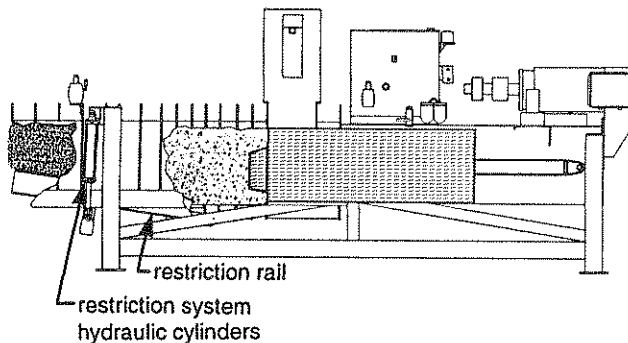 restriction rail
restriction system
hydraulic cylinders